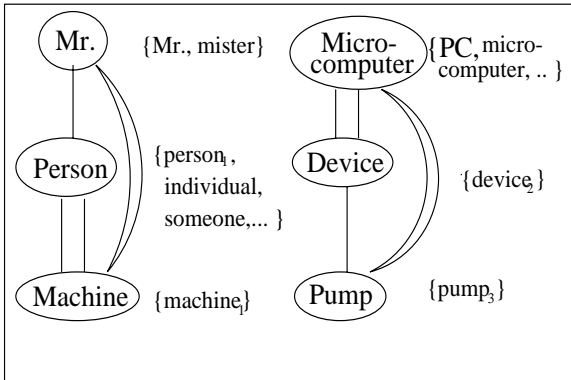 Mr.
{Mr., mister}
Person
{person₁,
individual,
someone,... }
Machine
{machine₁}
Micro-
computer
{PC, micro-
computer, .. }
Device
{device₂}
Pump
{pump₃}